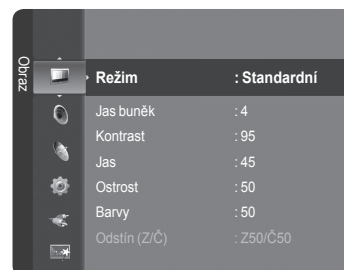 Obraz
Režim : Standardní
Jas buněk : 4
Kontrast : 95
Jas : 45
Ostrost : 50
Barvy : 50
Odstín (Z/Č) : Z50/Č50